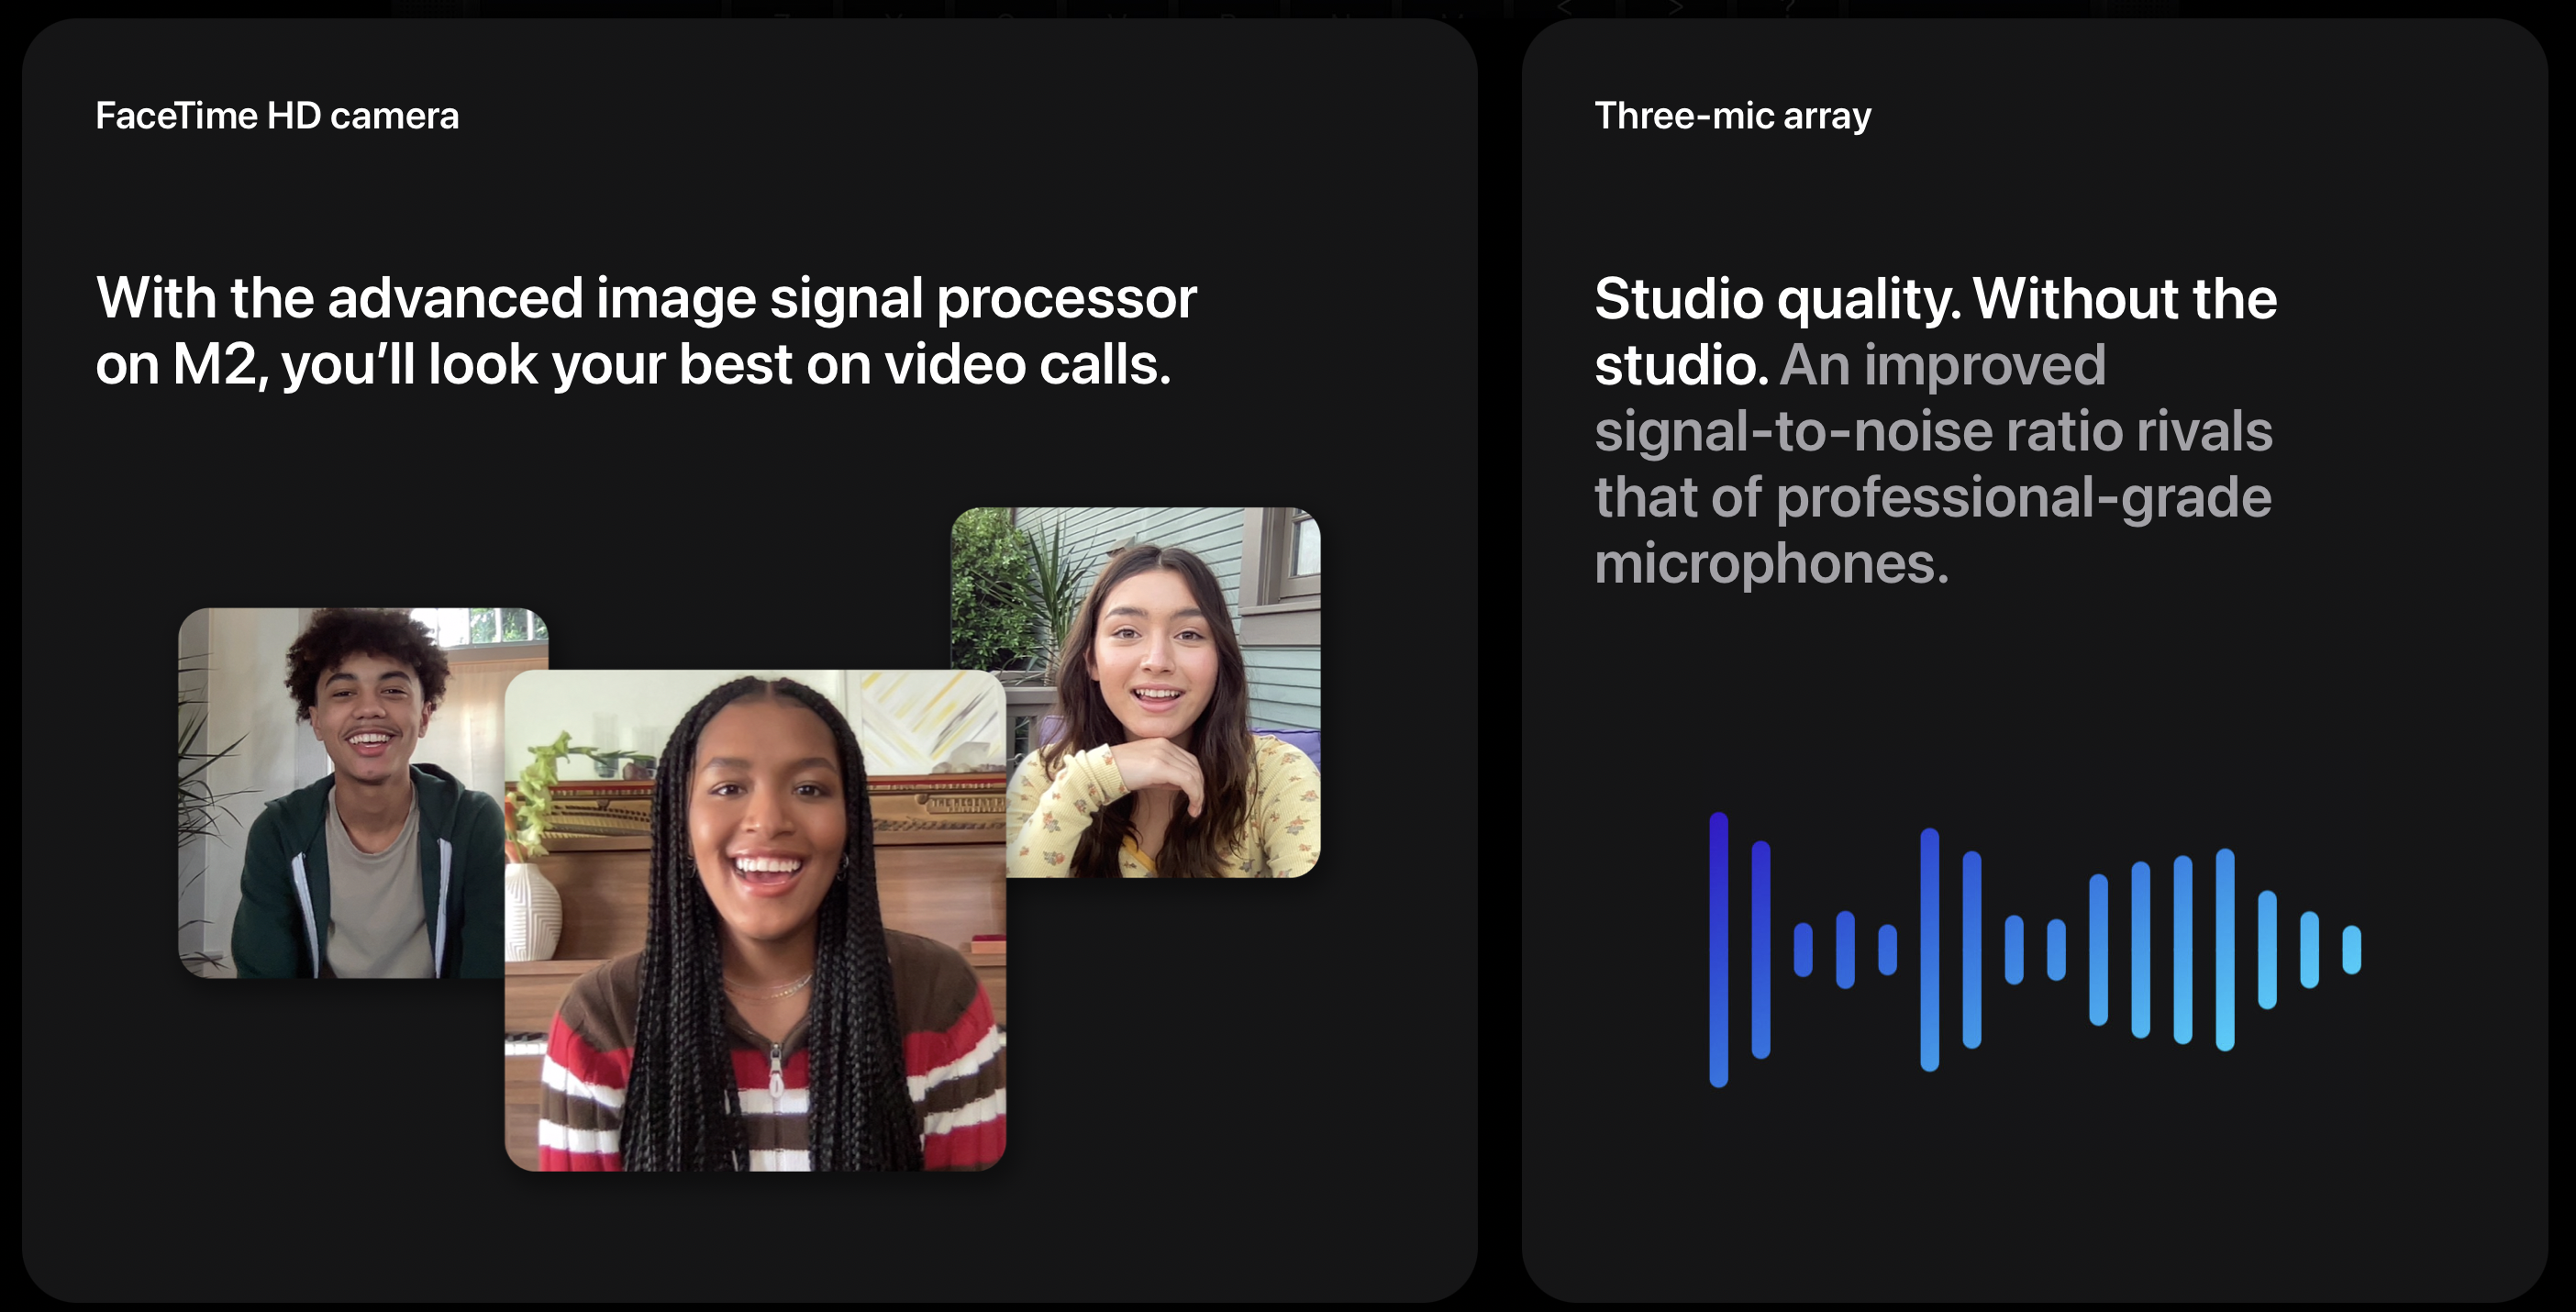 FaceTime HD camera
With the advanced image signal processor
on M2, you’ll look your best on video calls.
Three-mic array
Studio quality. Without the
studio. An improved
signal-to-noise ratio rivals
that of professional-grade
microphones.